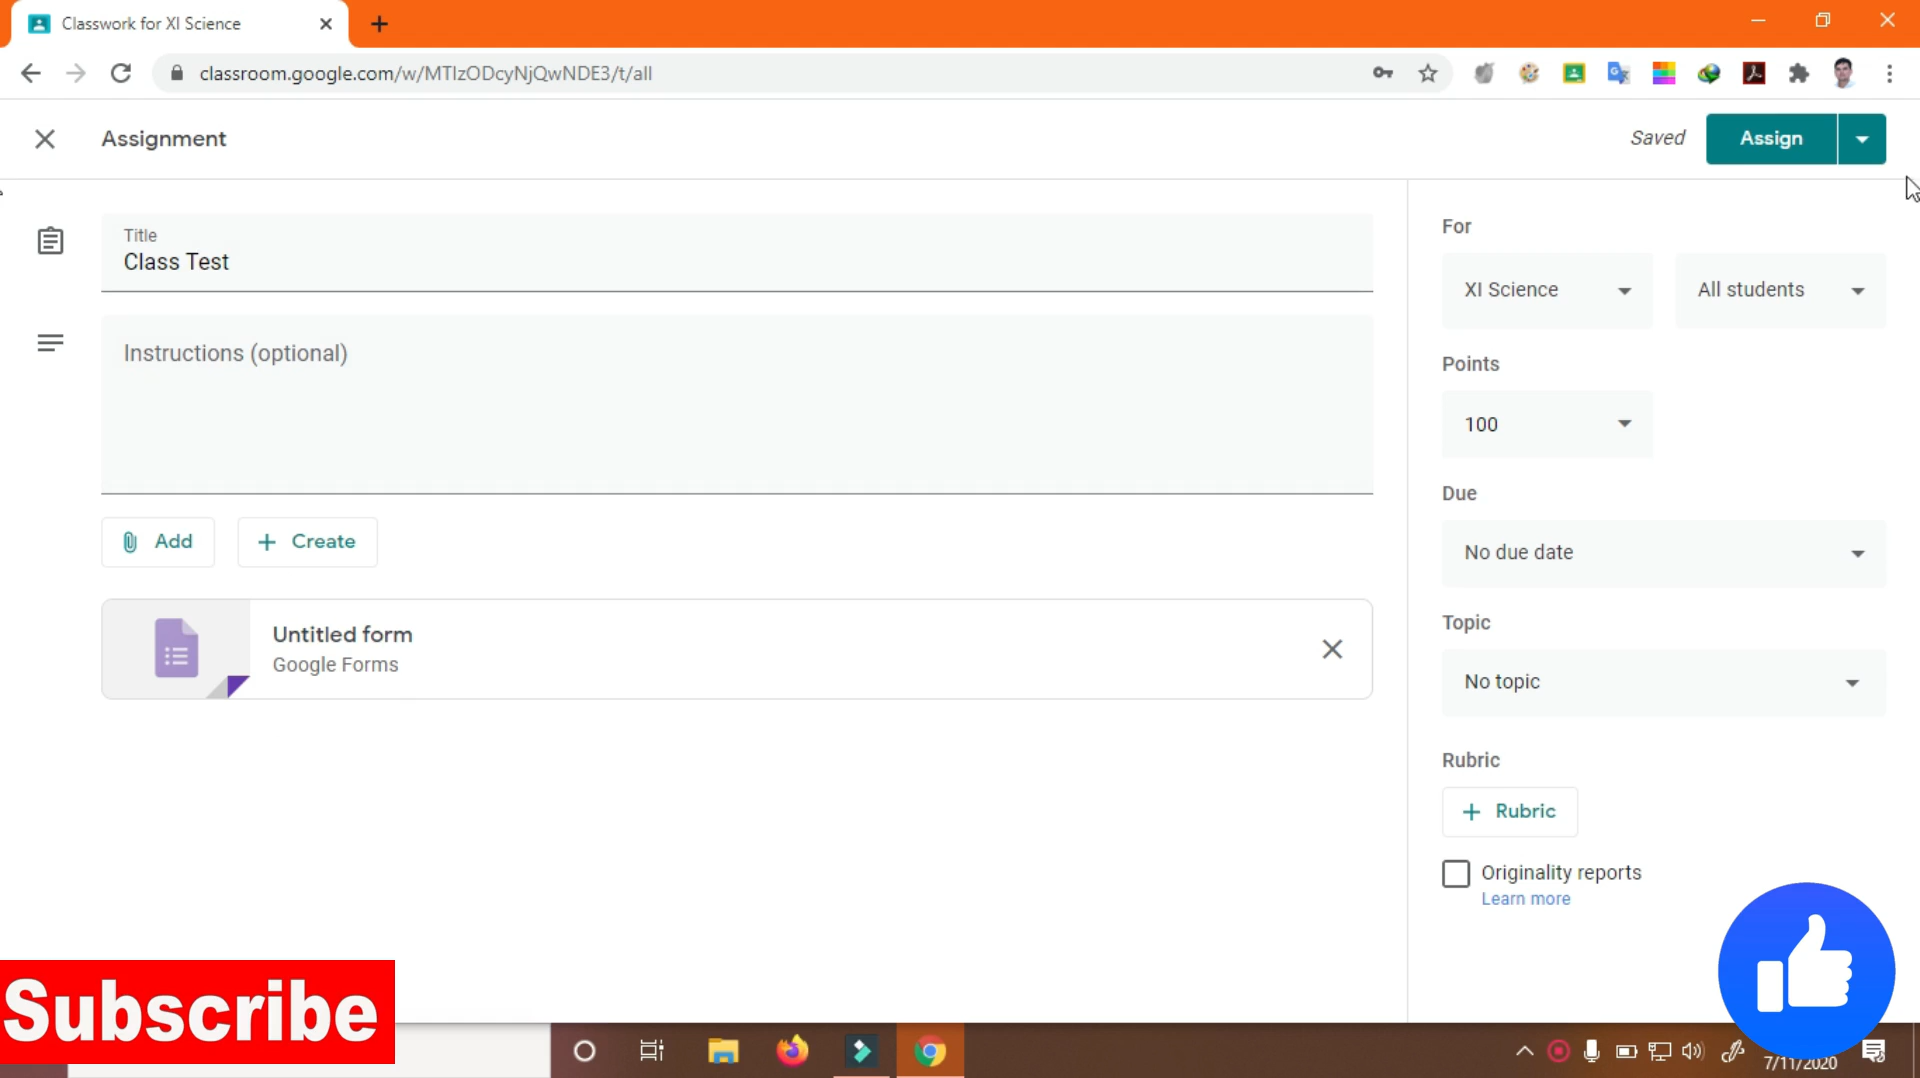 Classwork for XI Science
classroom.google.com/w/MTIzODcyNjQwNDE3/t/all
Assignment
Saved
Assign
Title
Class Test
Instructions (optional)
Add
Create
Untitled form
Google Forms
For
XI Science
All students
Points
100
Due
No due date
Topic
No topic
Rubric
Rubric
Originality reports
Learn more
Subscribe
7/11/2020